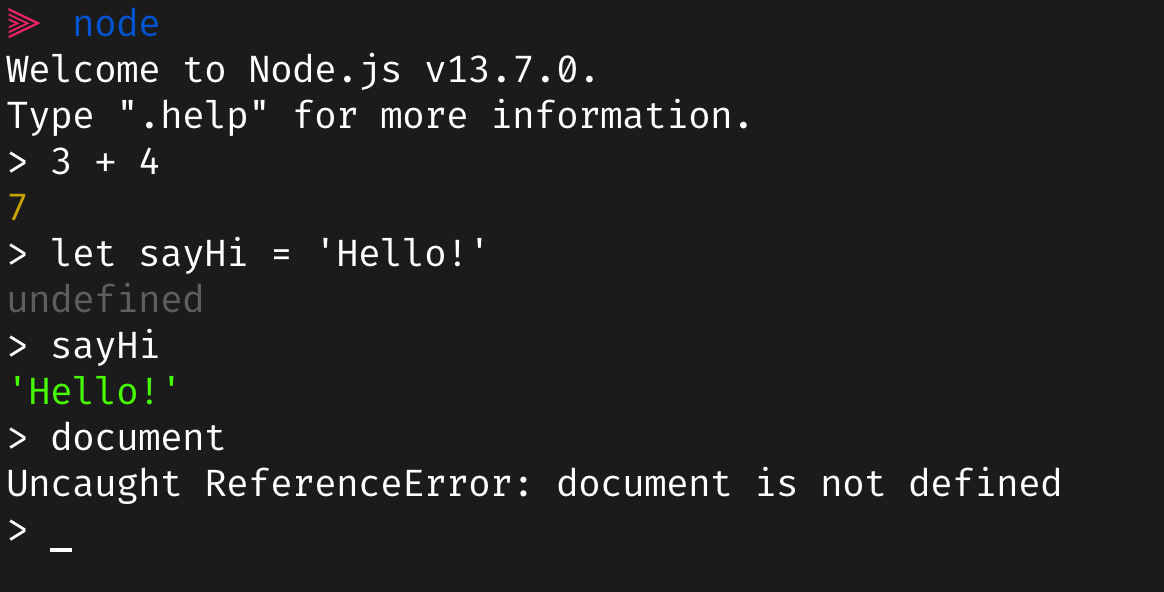 node
Welcome to Node.js v13.7.0.
Type ".help" for more information.
> 3 + 4
7
> let sayHi = 'Hello!'
undefined
> sayHi
'Hello!'
> document
Uncaught ReferenceError: document is not defined
> _